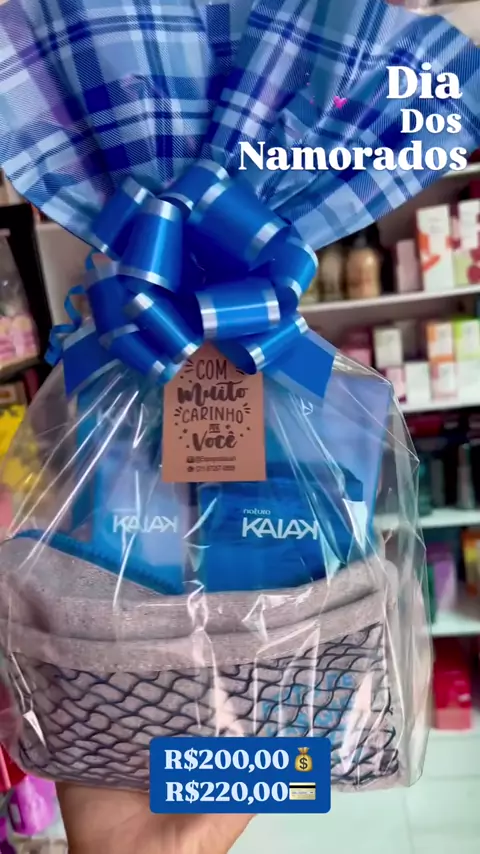 Dia
Dos
Namorados
COM
Muito
CARINHO
PRA
Você
KAIAK
natura
KAIAK
R$200,00💰
R$220,00💳